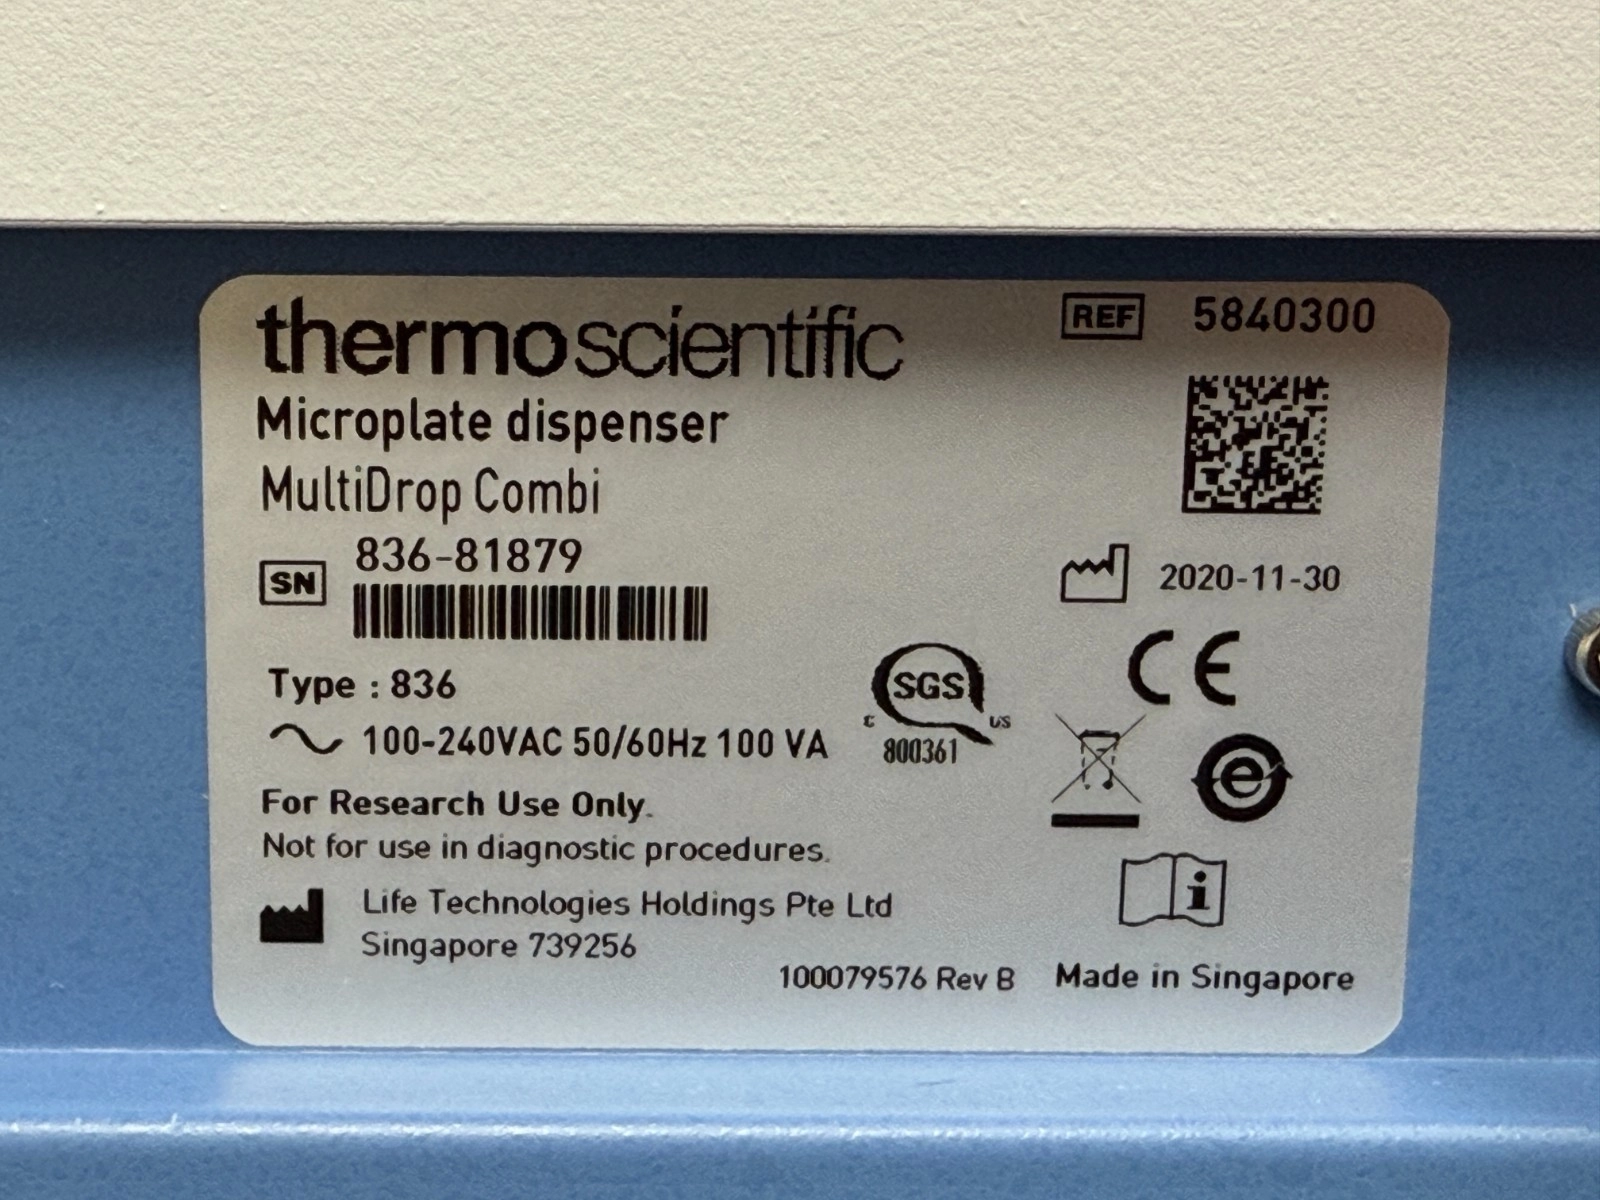 thermoscientific
REF 5840300
Microplate dispenser
MultiDrop Combi
SN 836-81879
2020-11-30
Type : 836
SGS
C US
800361
CE
100-240VAC 50/60Hz 100 VA
e
For Research Use Only.
Not for use in diagnostic procedures.
i
Life Technologies Holdings Pte Ltd
Singapore 739256
100079576 Rev B Made in Singapore